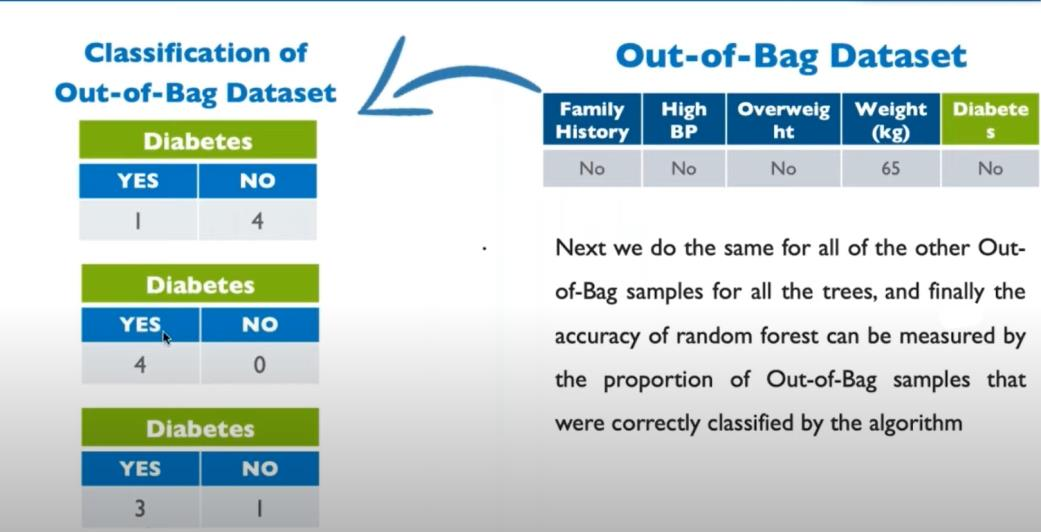 Classification of
Out-of-Bag Dataset
Diabetes
YES NO
1 4
Diabetes
YES NO
4 0
Diabetes
YES NO
3 1
Out-of-Bag Dataset
Family History High BP Overweig ht Weight (kg) Diabete s
No No No 65 No
Next we do the same for all of the other Out-
of-Bag samples for all the trees, and finally the
accuracy of random forest can be measured by
the proportion of Out-of-Bag samples that
were correctly classified by the algorithm